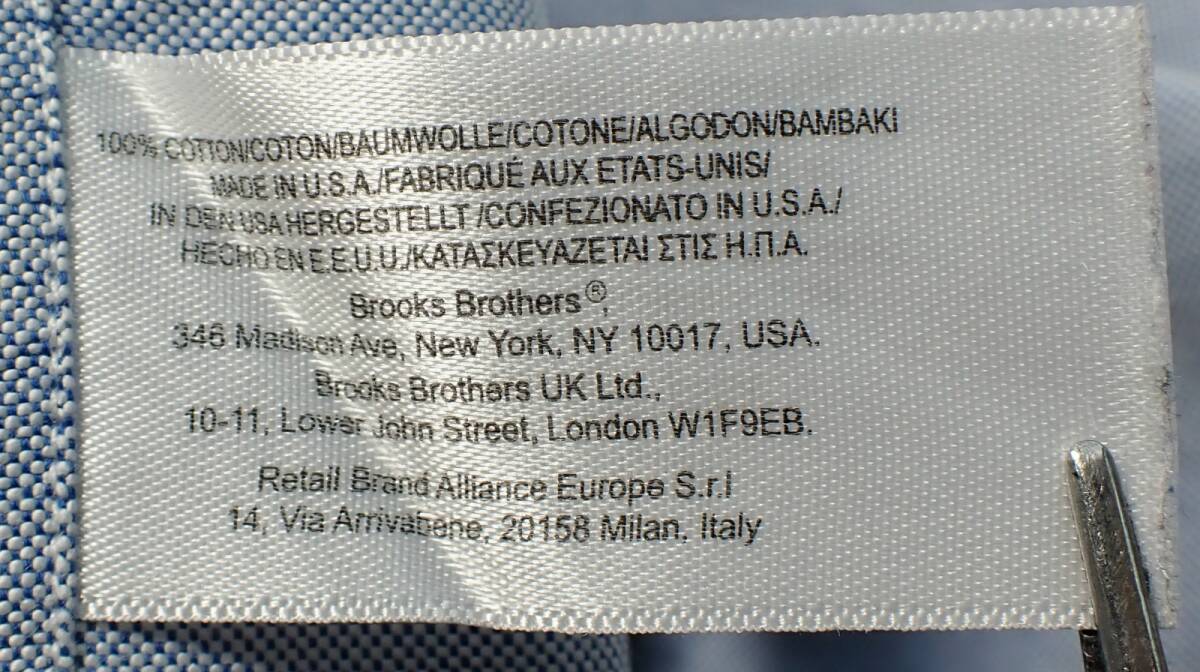 100% COTTON/COTON/BAUMWOLLE/COTONE/ALGODON/BAMBAKI
MADE IN U.S.A./FABRIQUÉ AUX ETATS-UNIS/
IN DEN USA HERGESTELLT /CONFEZIONATO IN U.S.A./
HECHO EN E.E.U.U./ΚΑΤΑΣΚΕΥΑΖΕΤΑΙ ΣΤΙΣ Η.Π.Α.
Brooks Brothers®,
346 Madison Ave, New York, NY 10017, USA.
Brooks Brothers UK Ltd.,
10-11, Lower John Street, London W1F9EB.
Retail Brand Alliance Europe S.r.l
14, Via Arrivabene, 20158 Milan, Italy